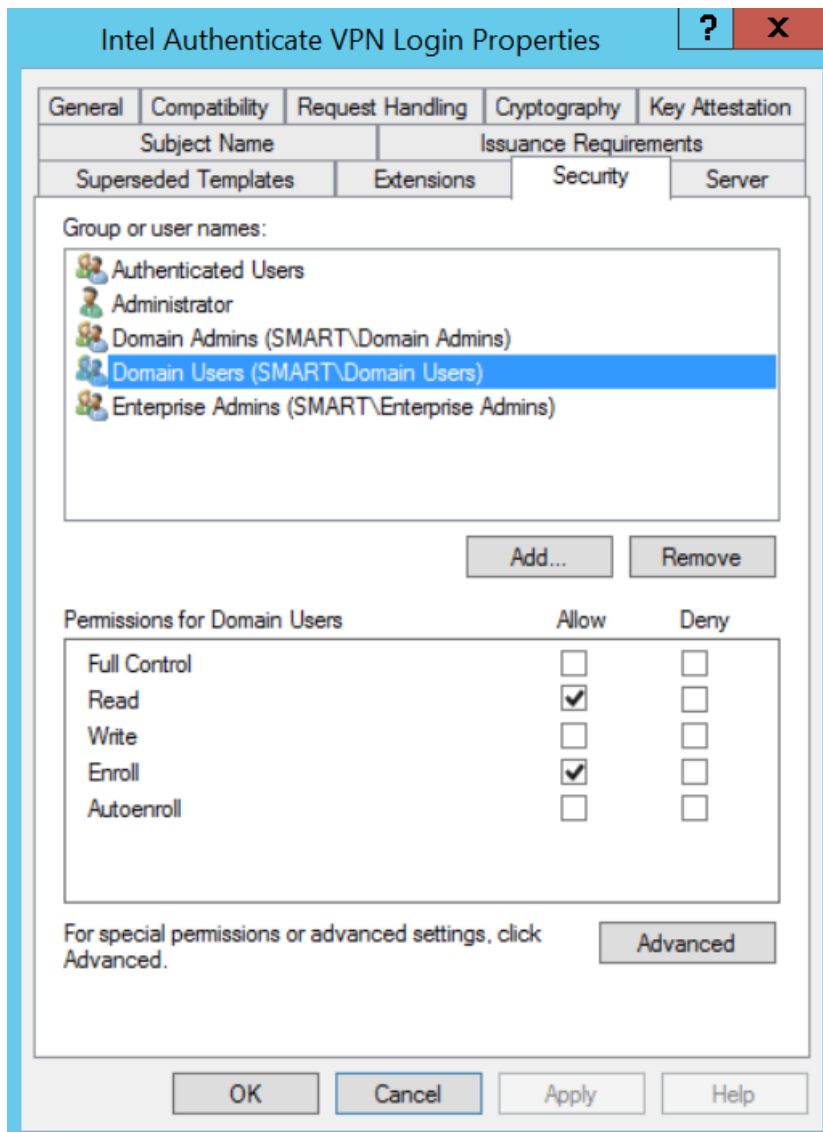 Intel Authenticate VPN Login Properties
?
X
General Compatibility Request Handling Cryptography Key Attestation
Subject Name Issuance Requirements
Superseded Templates Extensions Security Server
Group or user names:
Authenticated Users
Administrator
Domain Admins (SMART\Domain Admins)
Domain Users (SMART\Domain Users)
Enterprise Admins (SMART\Enterprise Admins)
Add... Remove
Permissions for Domain Users Allow Deny
Full Control
Read
Write
Enroll
Autoenroll
For special permissions or advanced settings, click
Advanced.
Advanced
OK Cancel Apply Help